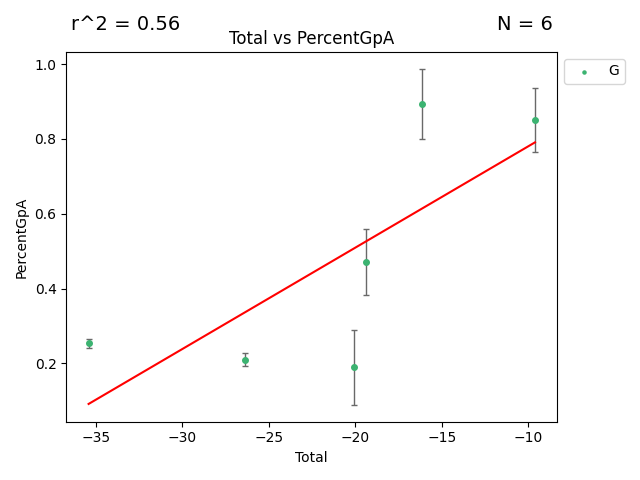 r^2 = 0.56
N = 6
Total vs PercentGpA
G
PercentGpA
1.0
0.8
0.6
0.4
0.2
−35
−30
−25
−20
−15
−10
Total